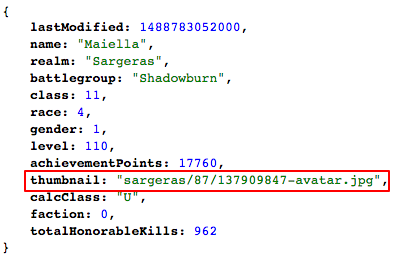 {
lastModified: 1488783052000,
name: "Maiella",
realm: "Sargeras",
battlegroup: "Shadowburn",
class: 11,
race: 4,
gender: 1,
level: 110,
achievementPoints: 17760,
thumbnail: "sargeras/87/137909847-avatar.jpg",
calcClass: "U",
faction: 0,
totalHonorableKills: 962
}